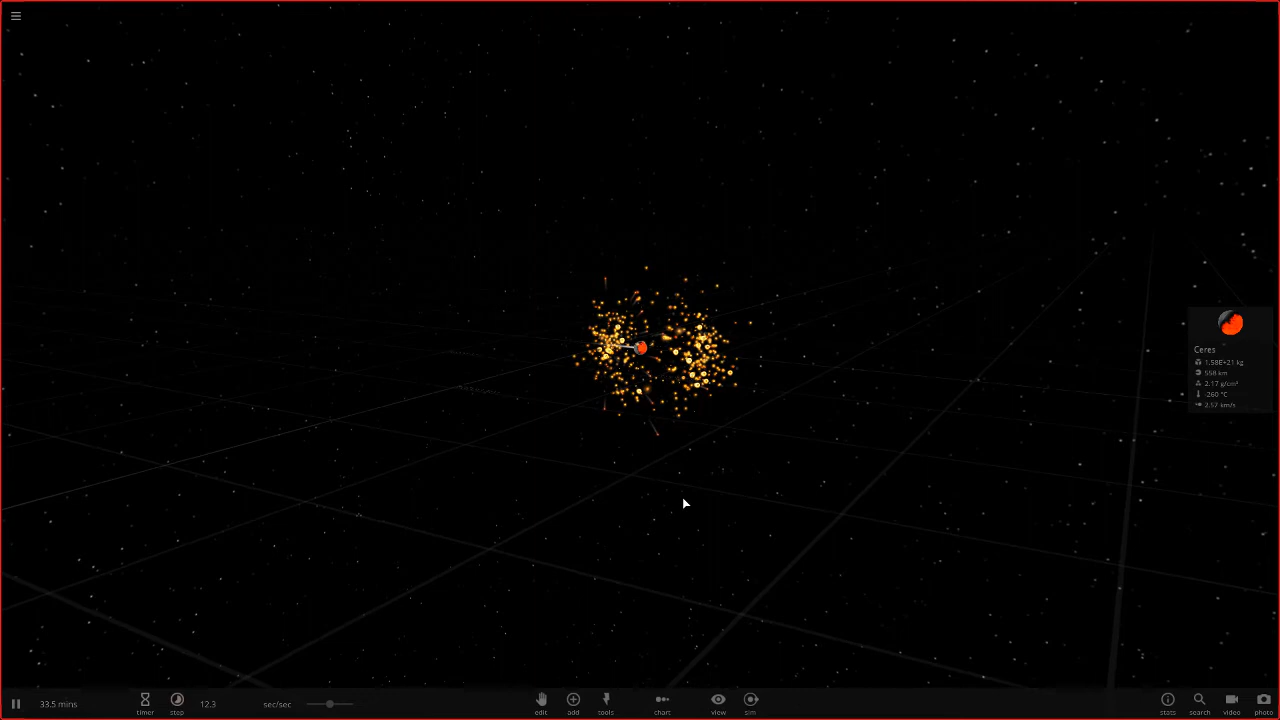 Ceres
1.58E+21 kg
558 km
2.17 g/cm³
-260 °C
2.57 km/s
33.5 mins
timer
step
12.3
sec/sec
edit
add
tools
chart
view
sim
stats
search
video
photo